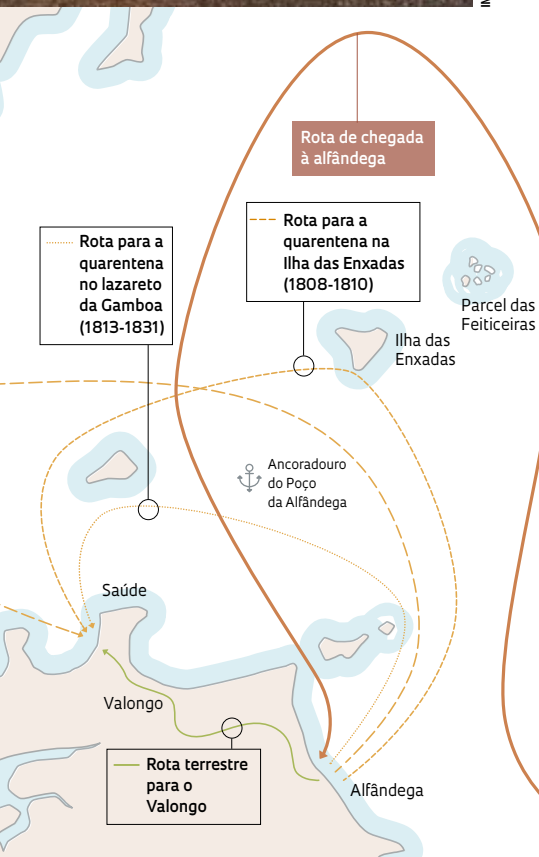 Rota de chegada
à alfândega
Rota para a
quarentena na
Ilha das Enxadas
(1808-1810)
Rota para a
quarentena
no lazareto
da Gamboa
(1813-1831)
Parcel das
Feiticeiras
Ilha das
Enxadas
Ancoradouro
do Poço
da Alfândega
Saúde
Valongo
Rota terrestre
para o
Valongo
Alfândega